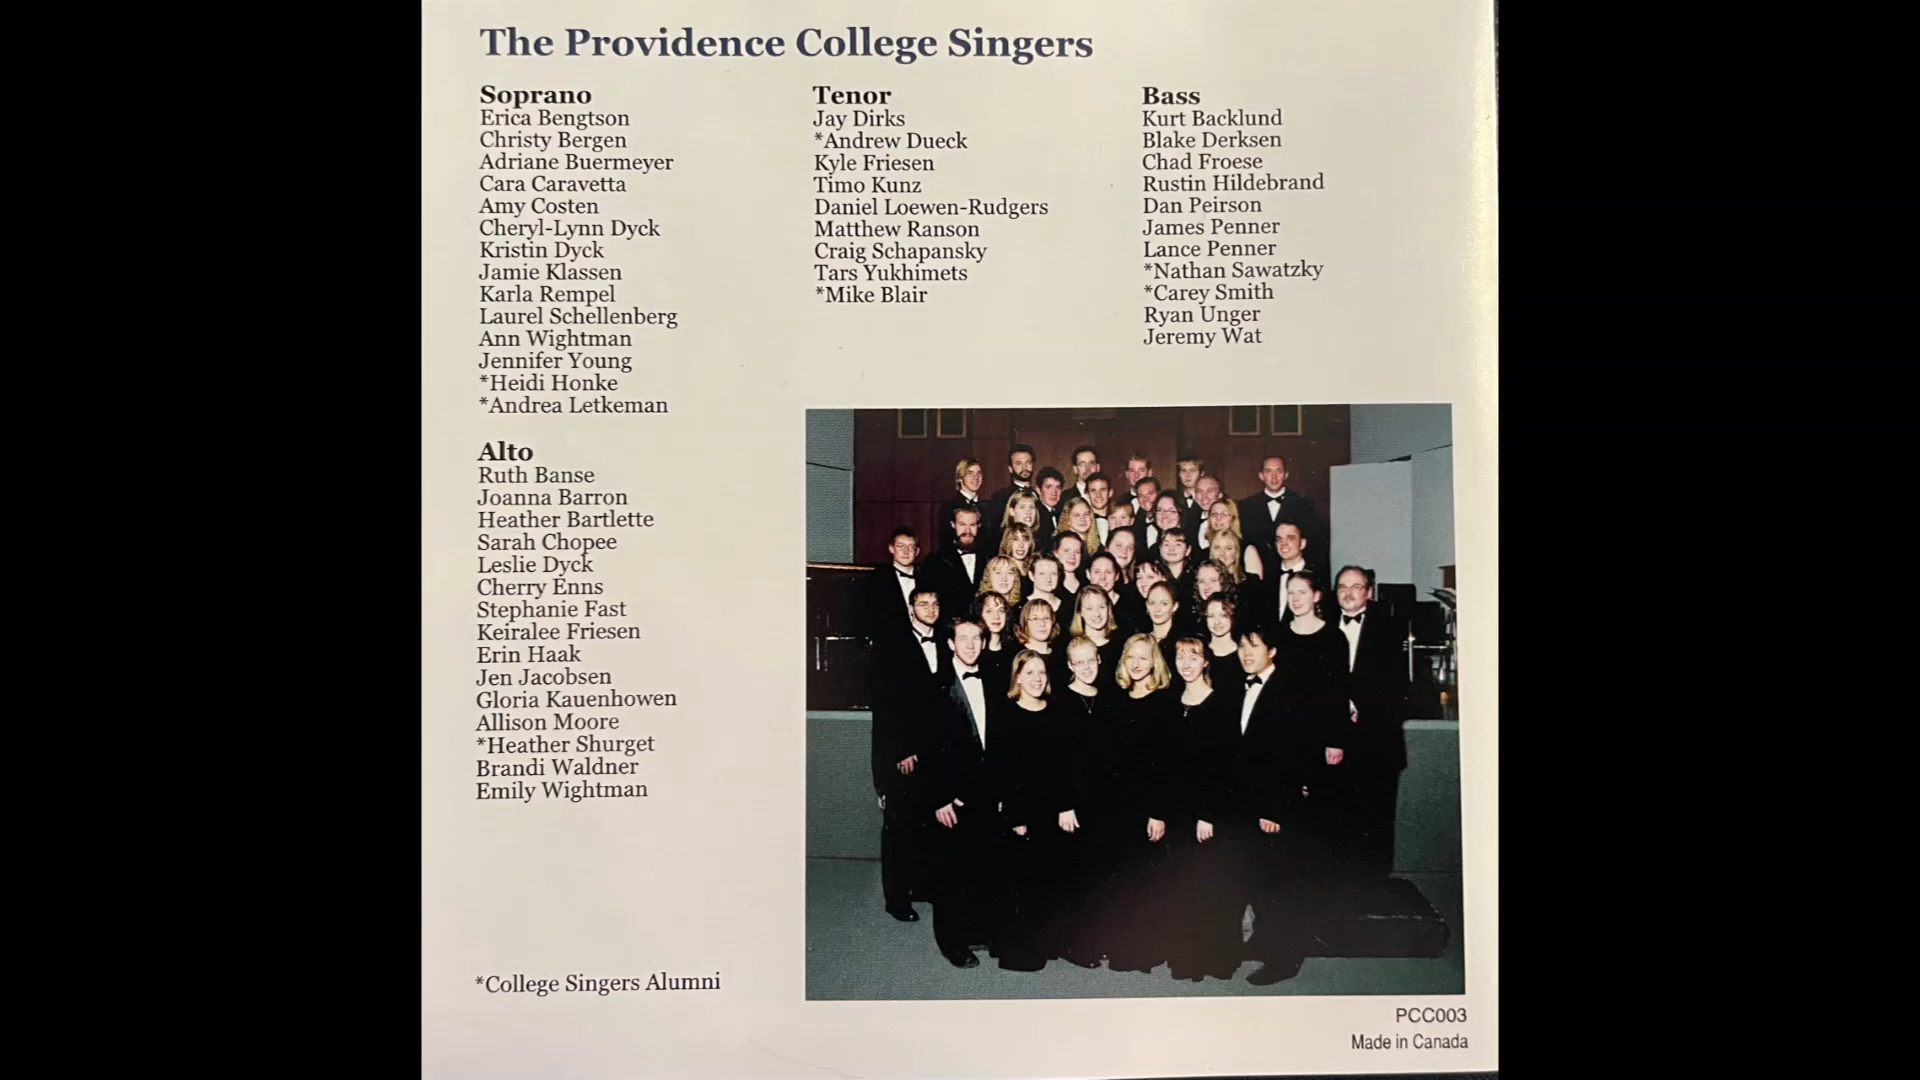 The Providence College Singers
Soprano
Erica Bengtson
Christy Bergen
Adriane Buermeyer
Cara Caravetta
Amy Costen
Cheryl-Lynn Dyck
Kristin Dyck
Jamie Klassen
Karla Rempel
Laurel Schellenberg
Ann Wightman
Jennifer Young
*Heidi Honke
*Andrea Letkeman
Alto
Ruth Banse
Joanna Barron
Heather Bartlette
Sarah Chopee
Leslie Dyck
Cherry Enns
Stephanie Fast
Keiralee Friesen
Erin Haak
Jen Jacobsen
Gloria Kauenhowen
Allison Moore
*Heather Shurget
Brandi Waldner
Emily Wightman
*College Singers Alumni
Tenor
Jay Dirks
*Andrew Dueck
Kyle Friesen
Timo Kunz
Daniel Loewen-Rudgers
Matthew Ranson
Craig Schapansky
Tars Yukhimets
*Mike Blair
Bass
Kurt Backlund
Blake Derksen
Chad Froese
Rustin Hildebrand
Dan Peirson
James Penner
Lance Penner
*Nathan Sawatzky
*Carey Smith
Ryan Unger
Jeremy Wat
PCC003
Made in Canada